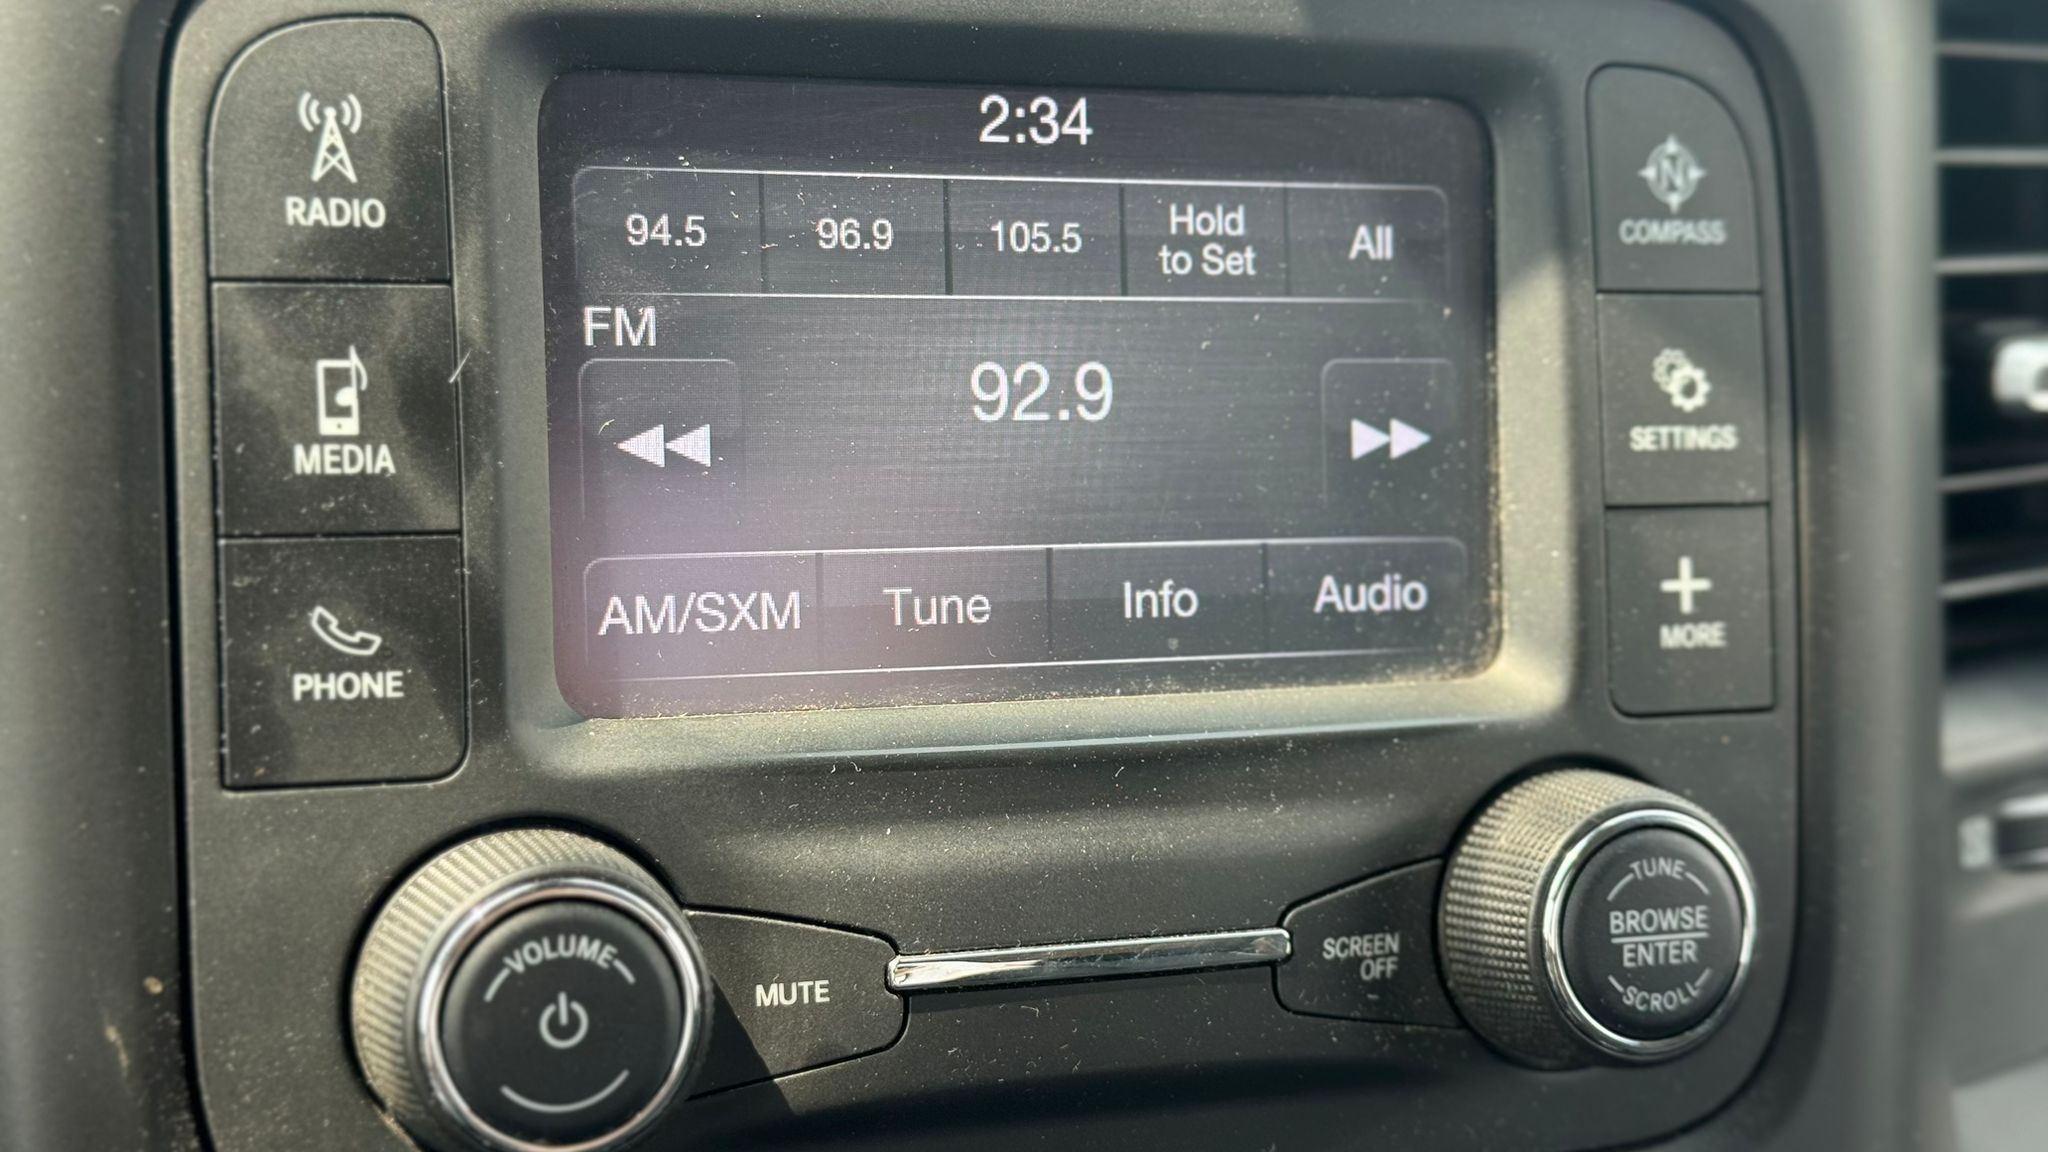 2:34
94.5 96.9 105.5 Hold to Set All
FM
92.9
AM/SXM Tune Info Audio
RADIO
MEDIA
PHONE
N
COMPASS
SETTINGS
MORE
VOLUME
MUTE
SCREEN
OFF
TUNE
BROWSE
ENTER
SCROLL